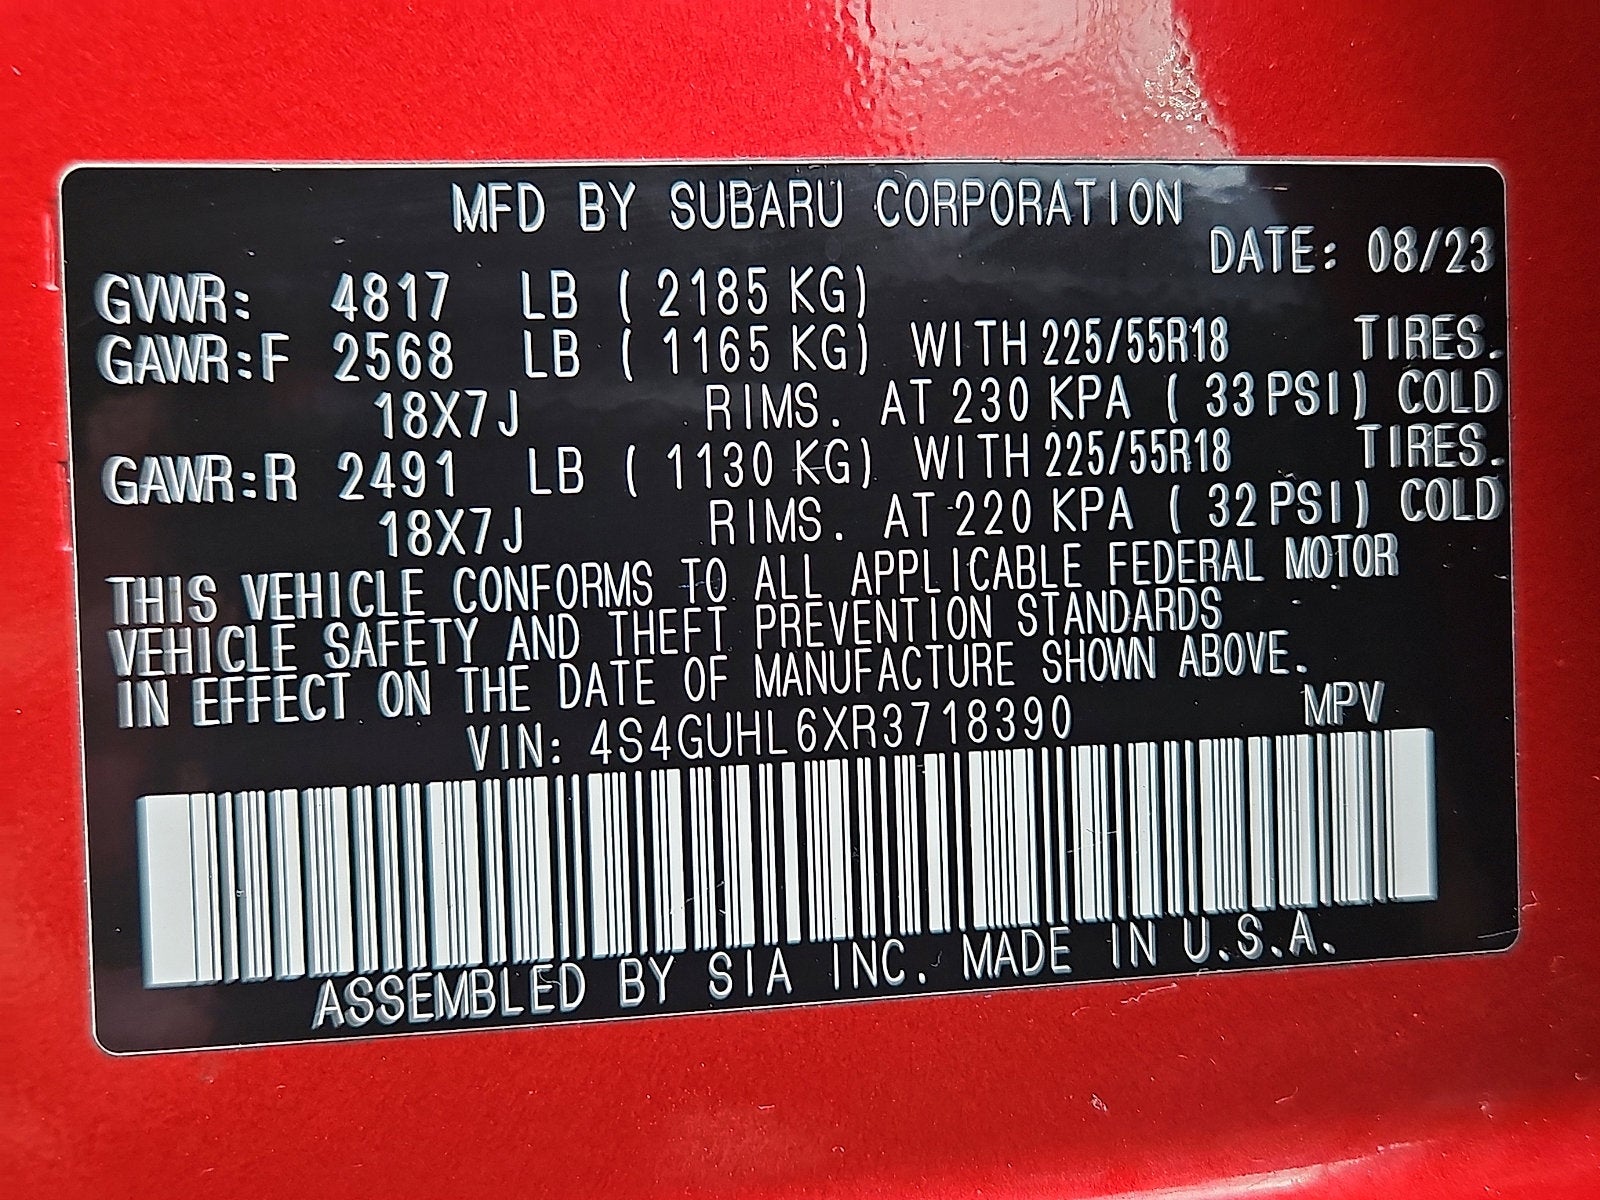 MFD BY SUBARU CORPORATION
DATE: 08/23
GVWR: 4817 LB ( 2185 KG)
GAWR:F 2568 LB ( 1165 KG) WITH 225/55R18 TIRES.
18X7J RIMS. AT 230 KPA ( 33 PSI) COLD
GAWR:R 2491 LB ( 1130 KG) WITH 225/55R18 TIRES.
18X7J RIMS. AT 220 KPA ( 32 PSI) COLD
THIS VEHICLE CONFORMS TO ALL APPLICABLE FEDERAL MOTOR
VEHICLE SAFETY AND THEFT PREVENTION STANDARDS
IN EFFECT ON THE DATE OF MANUFACTURE SHOWN ABOVE.
VIN: 4S4GUHL6XR3718390 MPV
ASSEMBLED BY SIA INC. MADE IN U.S.A.